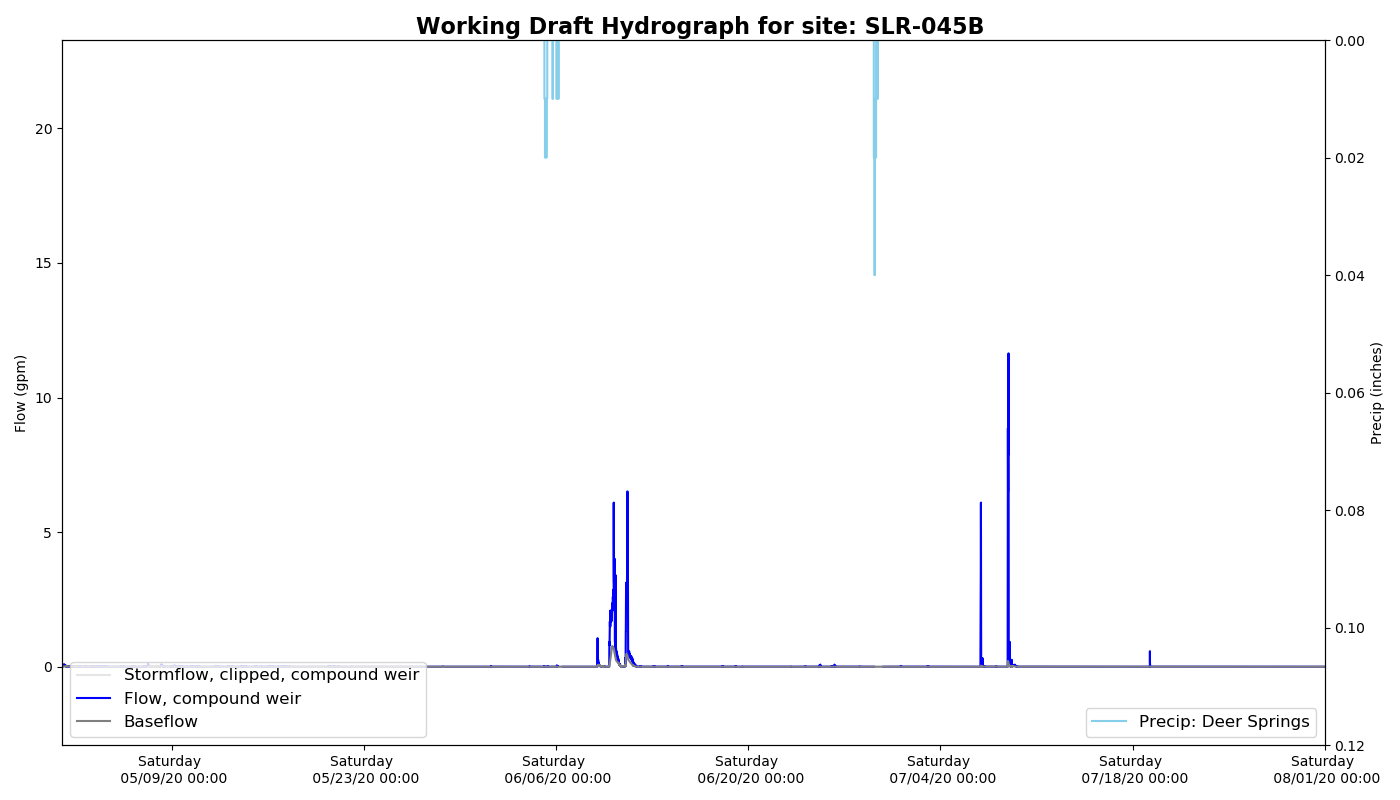 Working Draft Hydrograph for site: SLR-045B
0.00
20
0.02
15
0.04
Flow (gpm)
Precip (inches)
10
0.06
5
0.08
0.10
0
Stormflow, clipped, compound weir
Flow, compound weir
Baseflow
Precip: Deer Springs
0.12
Saturday
05/09/20 00:00
Saturday
05/23/20 00:00
Saturday
06/06/20 00:00
Saturday
06/20/20 00:00
Saturday
07/04/20 00:00
Saturday
07/18/20 00:00
Saturday
08/01/20 00:00